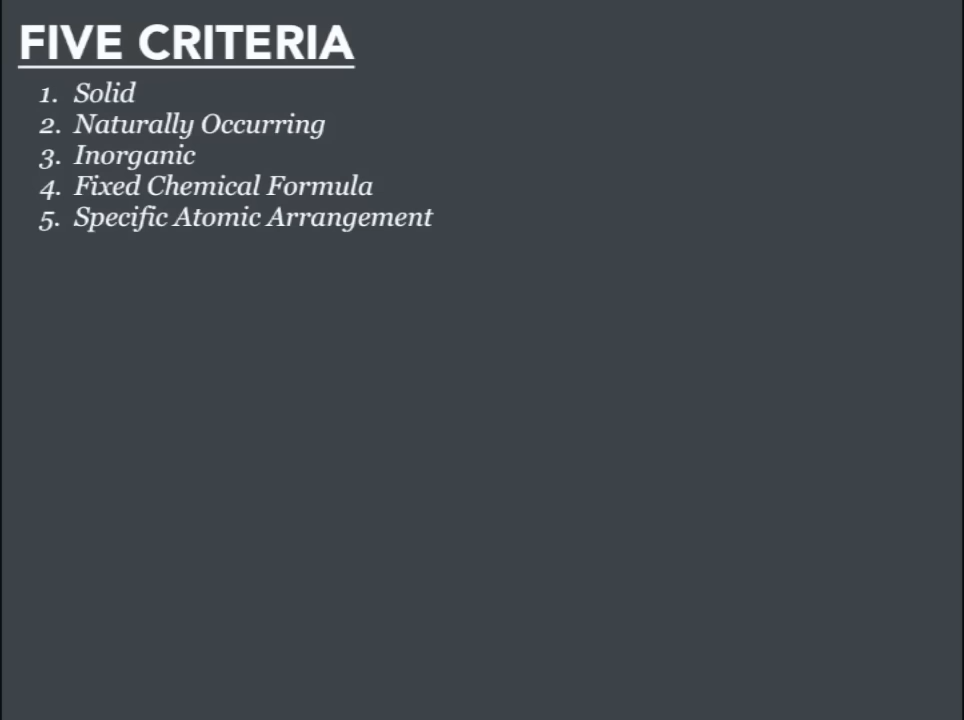 FIVE CRITERIA
1. Solid
2. Naturally Occurring
3. Inorganic
4. Fixed Chemical Formula
5. Specific Atomic Arrangement